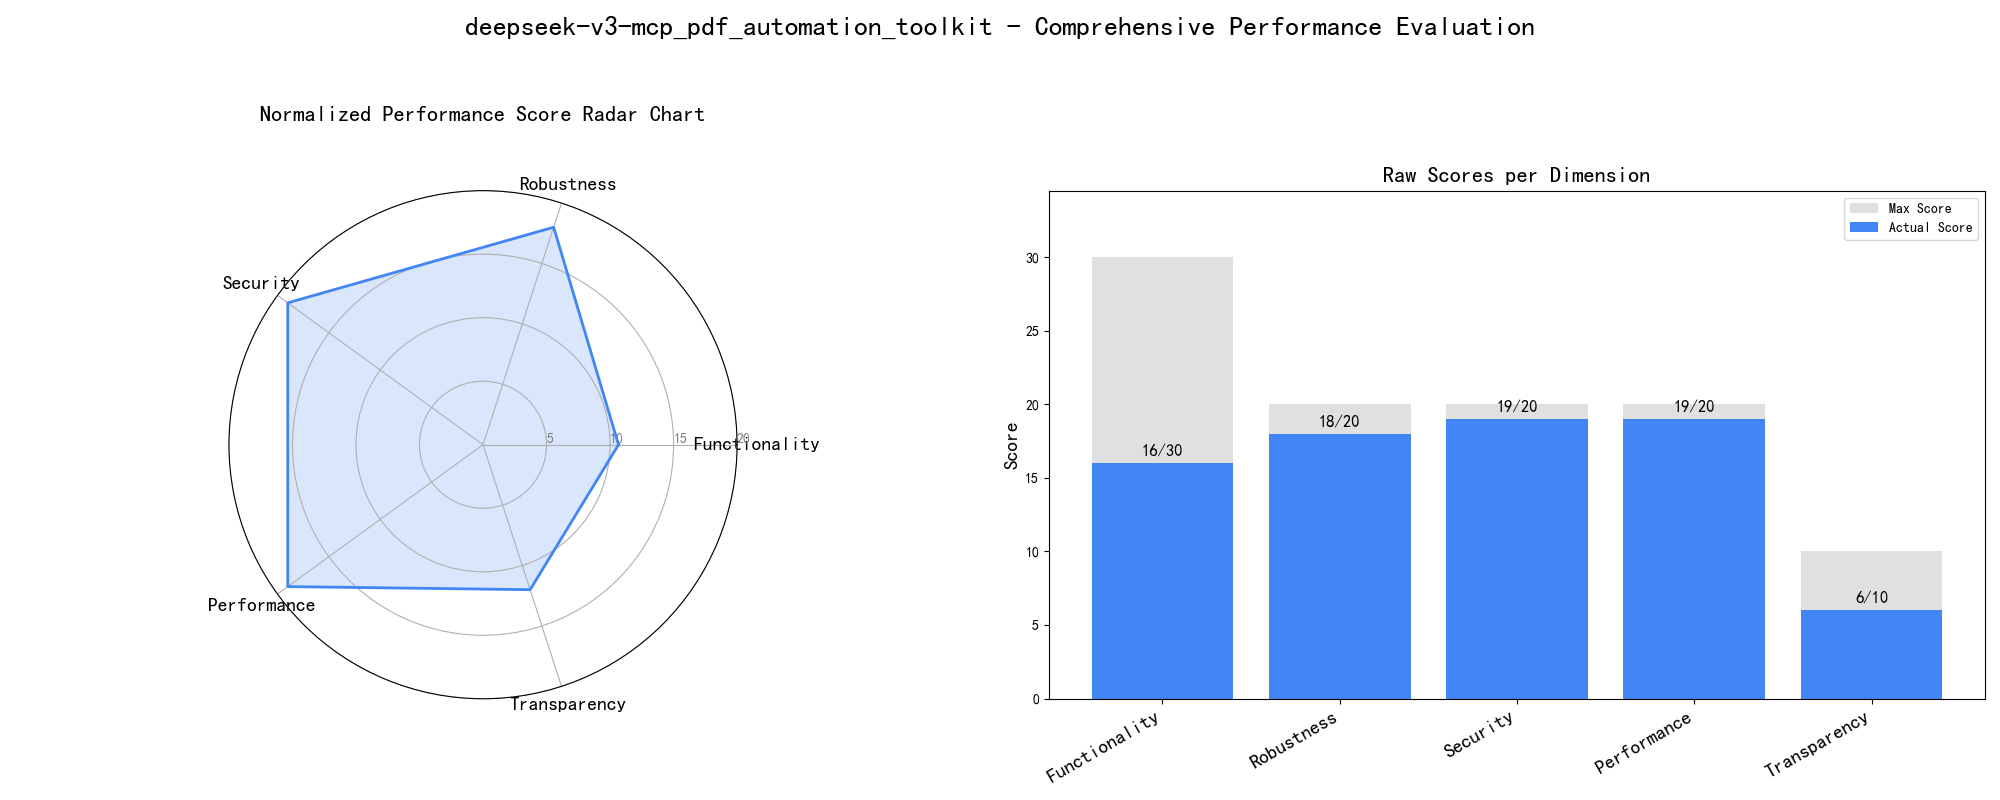 deepseek-v3-mcp_pdf_automation_toolkit - Comprehensive Performance Evaluation
Normalized Performance Score Radar Chart
Robustness
Security
Functionality
5
10
15
20
Performance
Transparency
Raw Scores per Dimension
Max Score
Actual Score
Score
30
25
20
15
10
5
0
16/30
18/20
19/20
19/20
6/10
Functionality
Robustness
Security
Performance
Transparency